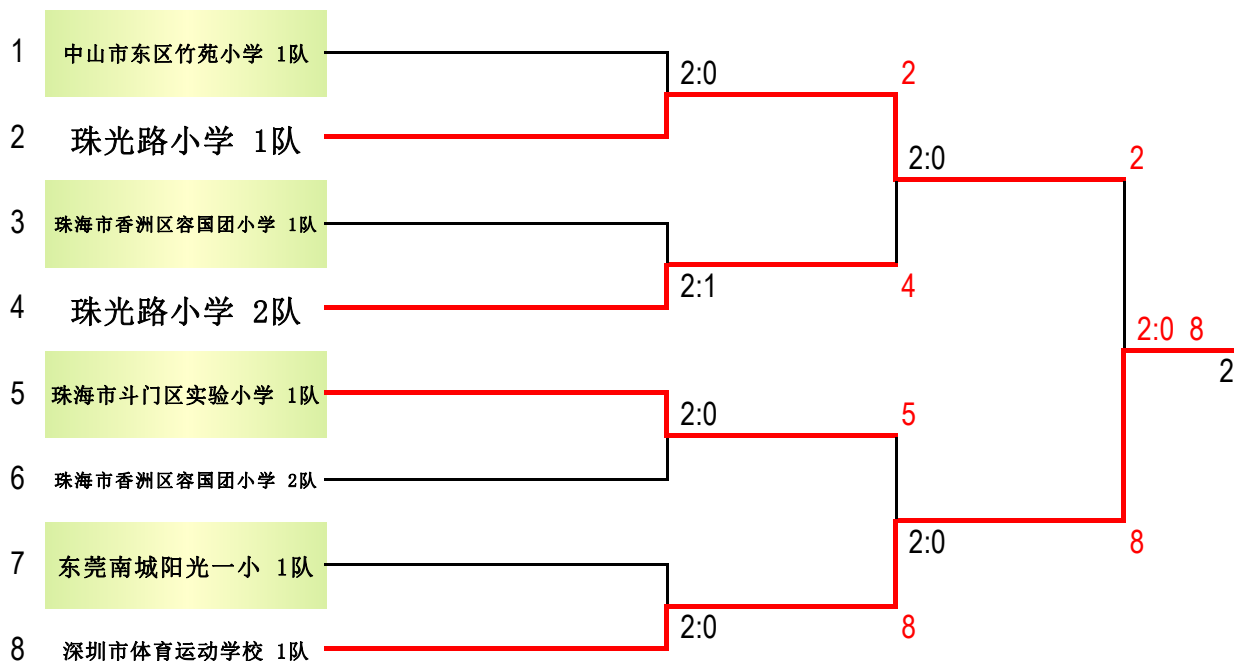 1 中山市东区竹苑小学 1队
2:0 2
2 珠光路小学 1队
2:0 2
3 珠海市香洲区容国团小学 1队
2:1 4
4 珠光路小学 2队
2:0 8
2
5 珠海市斗门区实验小学 1队
2:0 5
6 珠海市香洲区容国团小学 2队
2:0 8
7 东莞南城阳光一小 1队
2:0 8
8 深圳市体育运动学校 1队